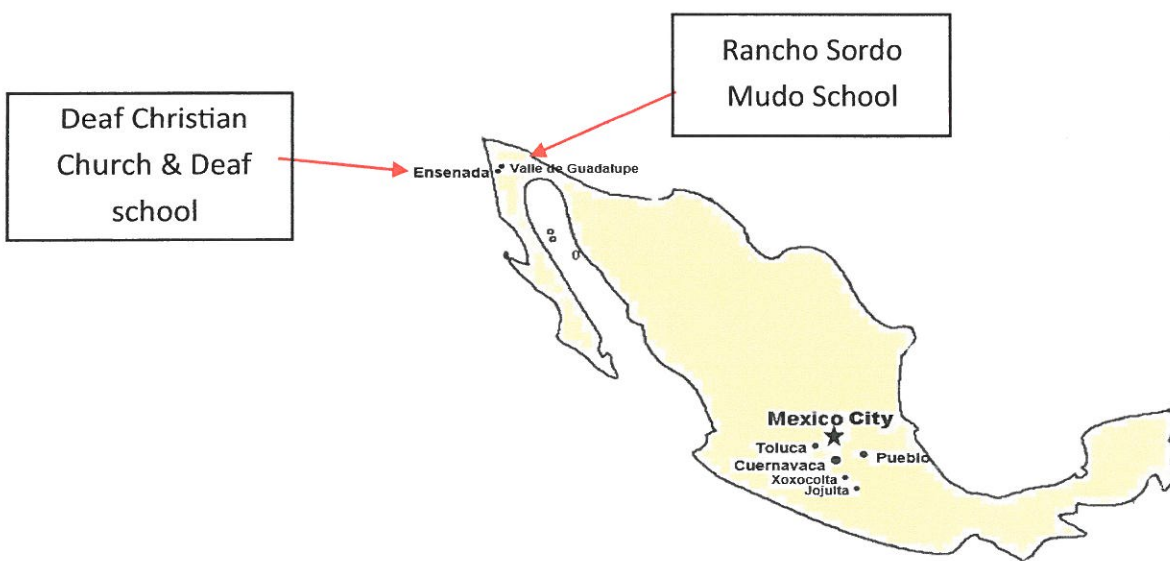 Rancho Sordo
Mudo School
Deaf Christian
Church & Deaf
school
Ensenada
Valle de Guadalupe
Mexico City
Toluca
Pueblo
Cuernavaca
Xoxocolta
Jojulta